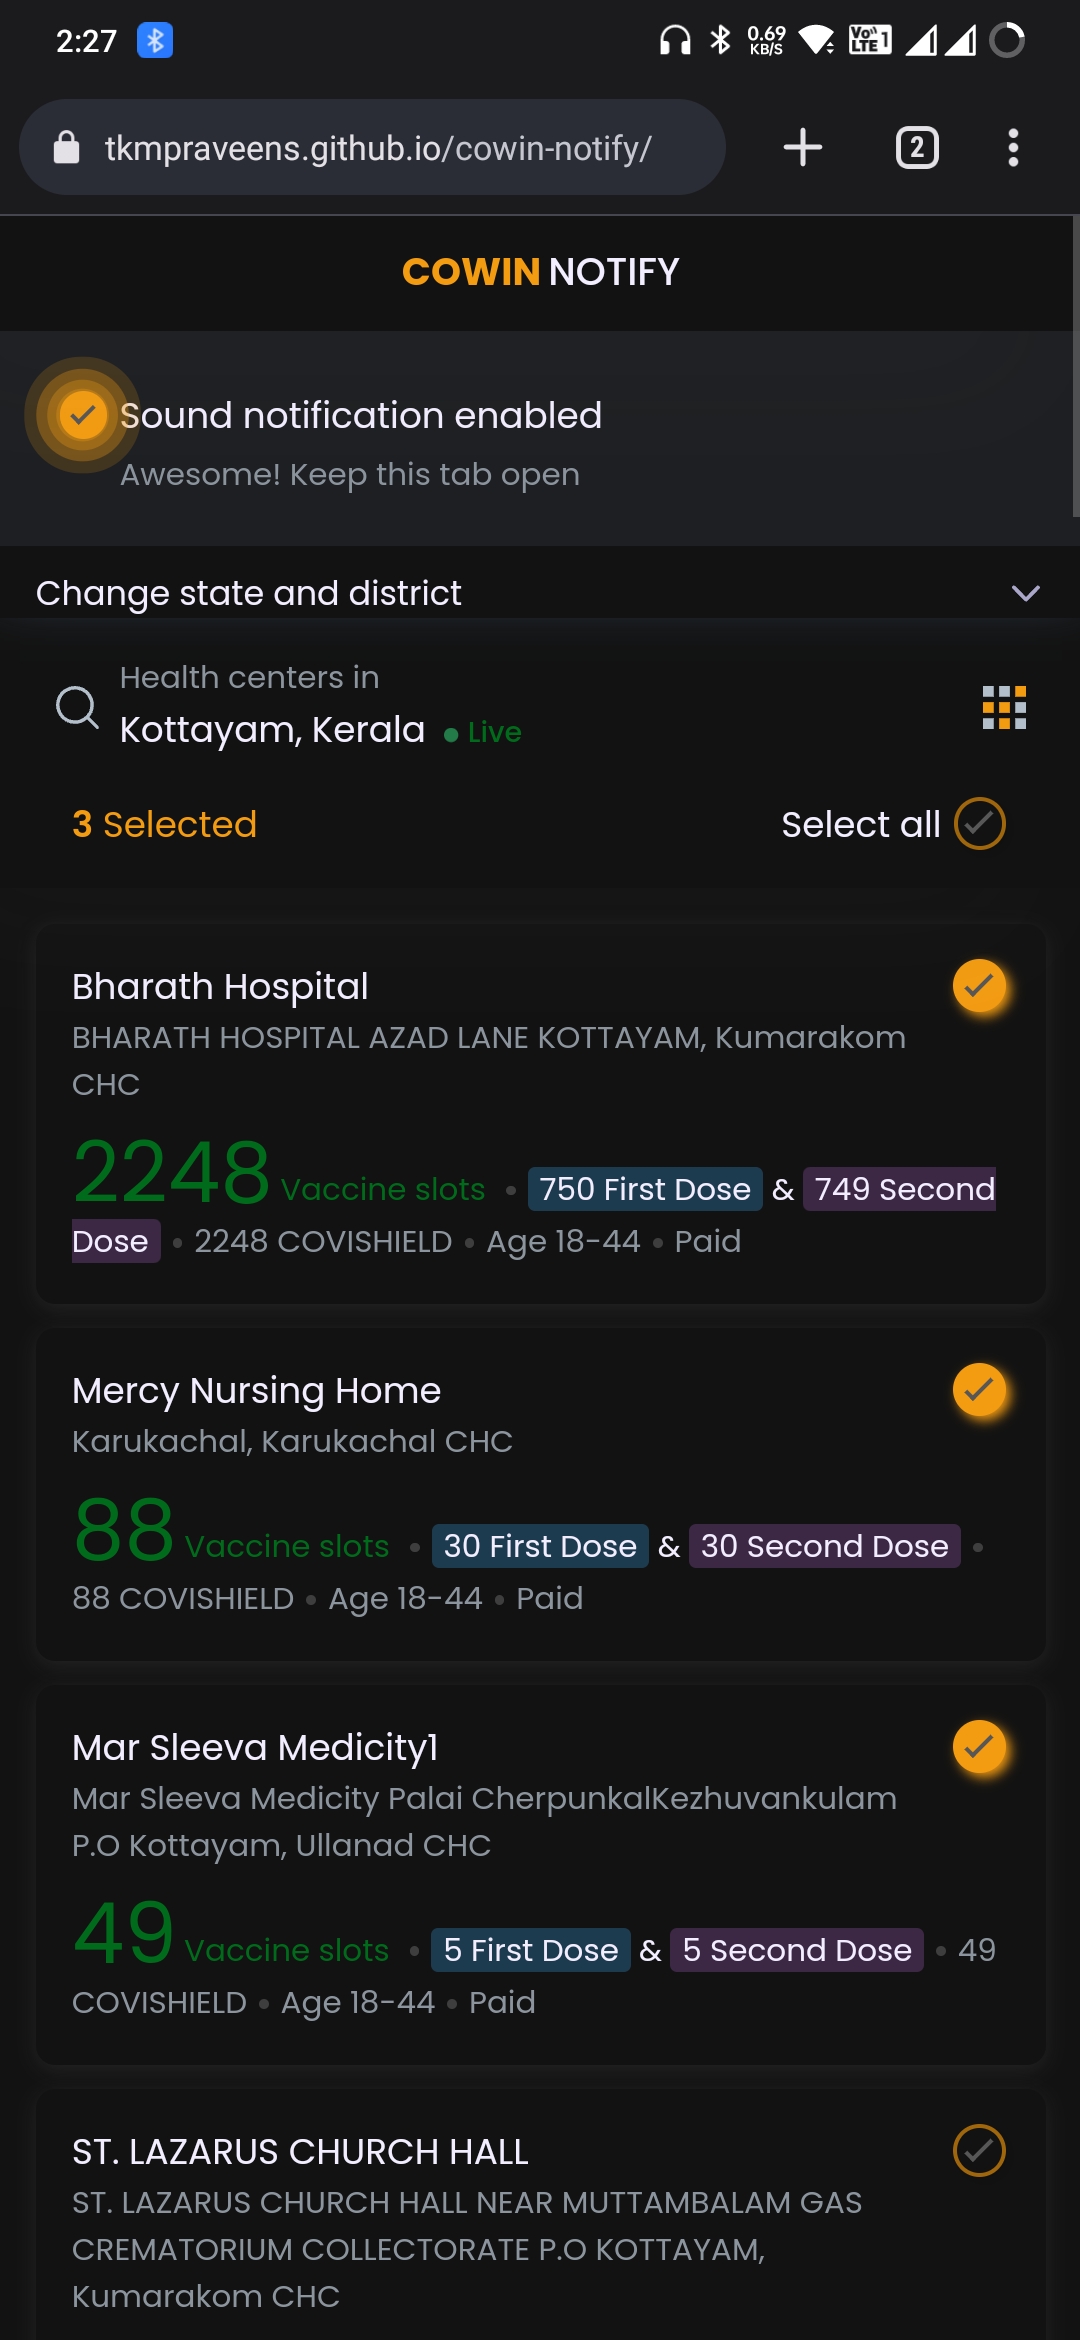 2:27
0.69
KB/S
Vo)) 1
LTE
tkmpraveens.github.io/cowin-notify/
2
COWIN NOTIFY
Sound notification enabled
Awesome! Keep this tab open
Change state and district
Health centers in
Kottayam, Kerala • Live
3 Selected
Select all
Bharath Hospital
BHARATH HOSPITAL AZAD LANE KOTTAYAM, Kumarakom
CHC
2248 Vaccine slots • 750 First Dose & 749 Second
Dose • 2248 COVISHIELD • Age 18-44 • Paid
Mercy Nursing Home
Karukachal, Karukachal CHC
88 Vaccine slots • 30 First Dose & 30 Second Dose •
88 COVISHIELD • Age 18-44 • Paid
Mar Sleeva Medicity1
Mar Sleeva Medicity Palai CherpunkalKezhuvankulam
P.O Kottayam, Ullanad CHC
49 Vaccine slots • 5 First Dose & 5 Second Dose • 49
COVISHIELD • Age 18-44 • Paid
ST. LAZARUS CHURCH HALL
ST. LAZARUS CHURCH HALL NEAR MUTTAMBALAM GAS
CREMATORIUM COLLECTORATE P.O KOTTAYAM,
Kumarakom CHC